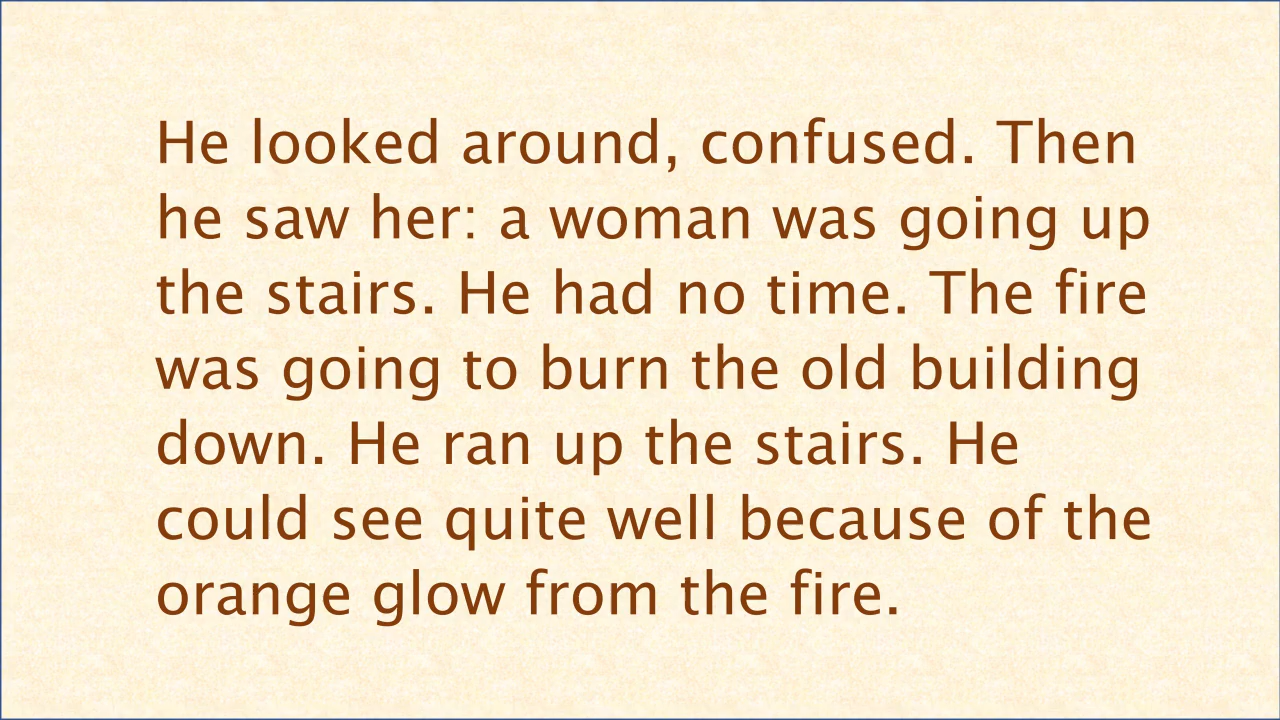 He looked around, confused. Then
he saw her: a woman was going up
the stairs. He had no time. The fire
was going to burn the old building
down. He ran up the stairs. He
could see quite well because of the
orange glow from the fire.